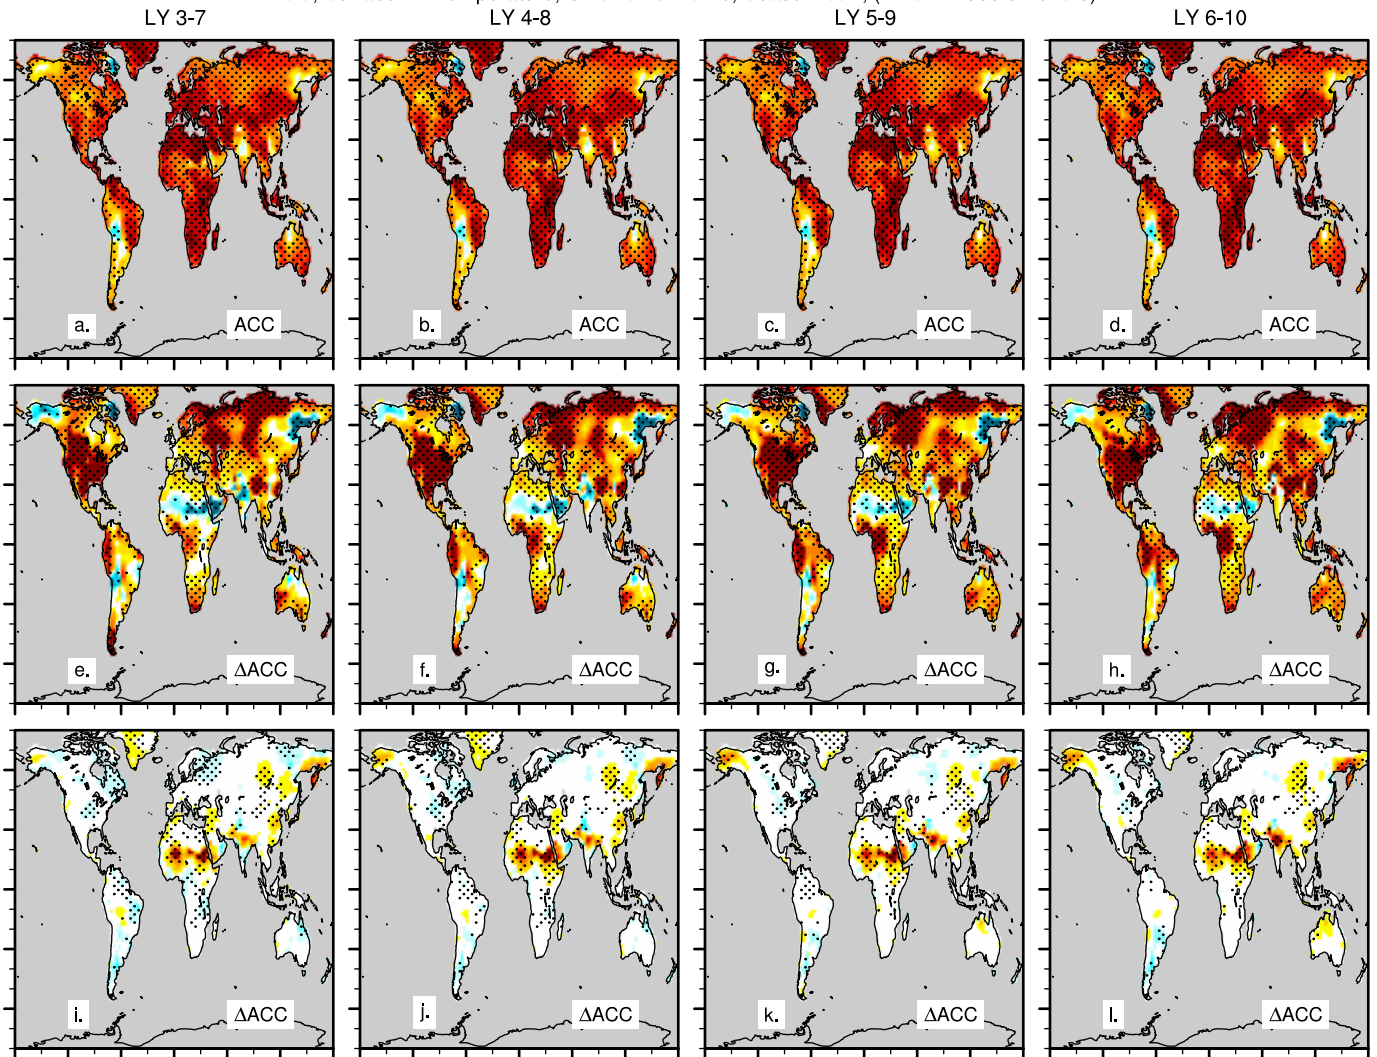 LY 3-7 LY 4-8 LY 5-9 LY 6-10
a. ACC b. ACC c. ACC d. ACC
e. ΔACC f. ΔACC g. ΔACC h. ΔACC
i. ΔACC j. ΔACC k. ΔACC l. ΔACC